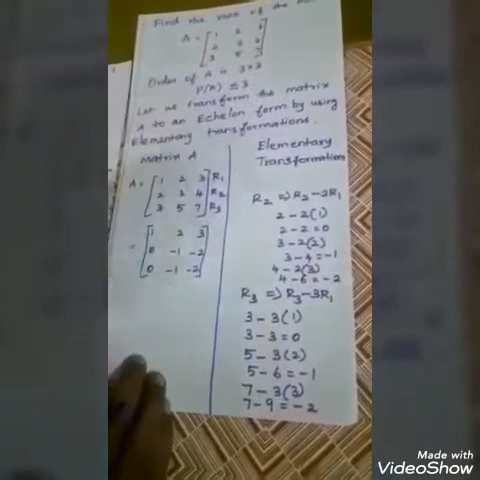 Find the rank of the
A = [1 2 3
2 3 4
3 5 7]
Order of A is 3×3
P(A) ≤ 3
Let us transform the matrix
A to an Echelon form by using
Elementary transformations.
Matrix A
A = [1 2 3] R1
[2 3 4] R2
[3 5 7] R3
= [1 2 3
0 -1 -2
0 -1 -2]
Elementary
Transformations
R2 => R2-2R1
2-2(1)
2-2=0
3-2(2)
3-4=-1
4-2(3)
4-6=-2
R3 => R3-3R1
3-3(1)
3-3=0
5-3(2)
5-6=-1
7-3(3)
7-9=-2
Made with
VideoShow